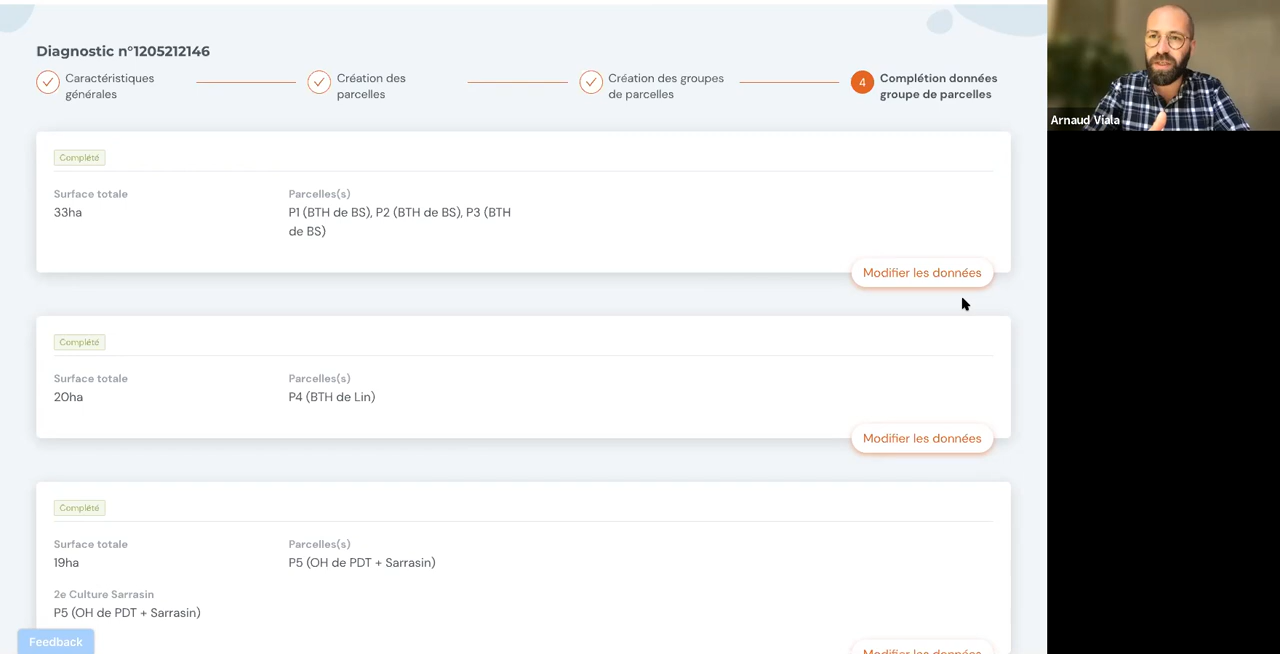 Diagnostic n°1205212146
Caractéristiques
générales
Création des
parcelles
Création des groupes
de parcelles
4
Complétion données
groupe de parcelles
Arnaud Viala
Complété
Surface totale
Parcelles(s)
33ha
P1 (BTH de BS), P2 (BTH de BS), P3 (BTH
de BS)
Modifier les données
Complété
Surface totale
Parcelles(s)
20ha
P4 (BTH de Lin)
Modifier les données
Complété
Surface totale
Parcelles(s)
19ha
P5 (OH de PDT + Sarrasin)
2e Culture Sarrasin
P5 (OH de PDT + Sarrasin)
Feedback
Modifier les données